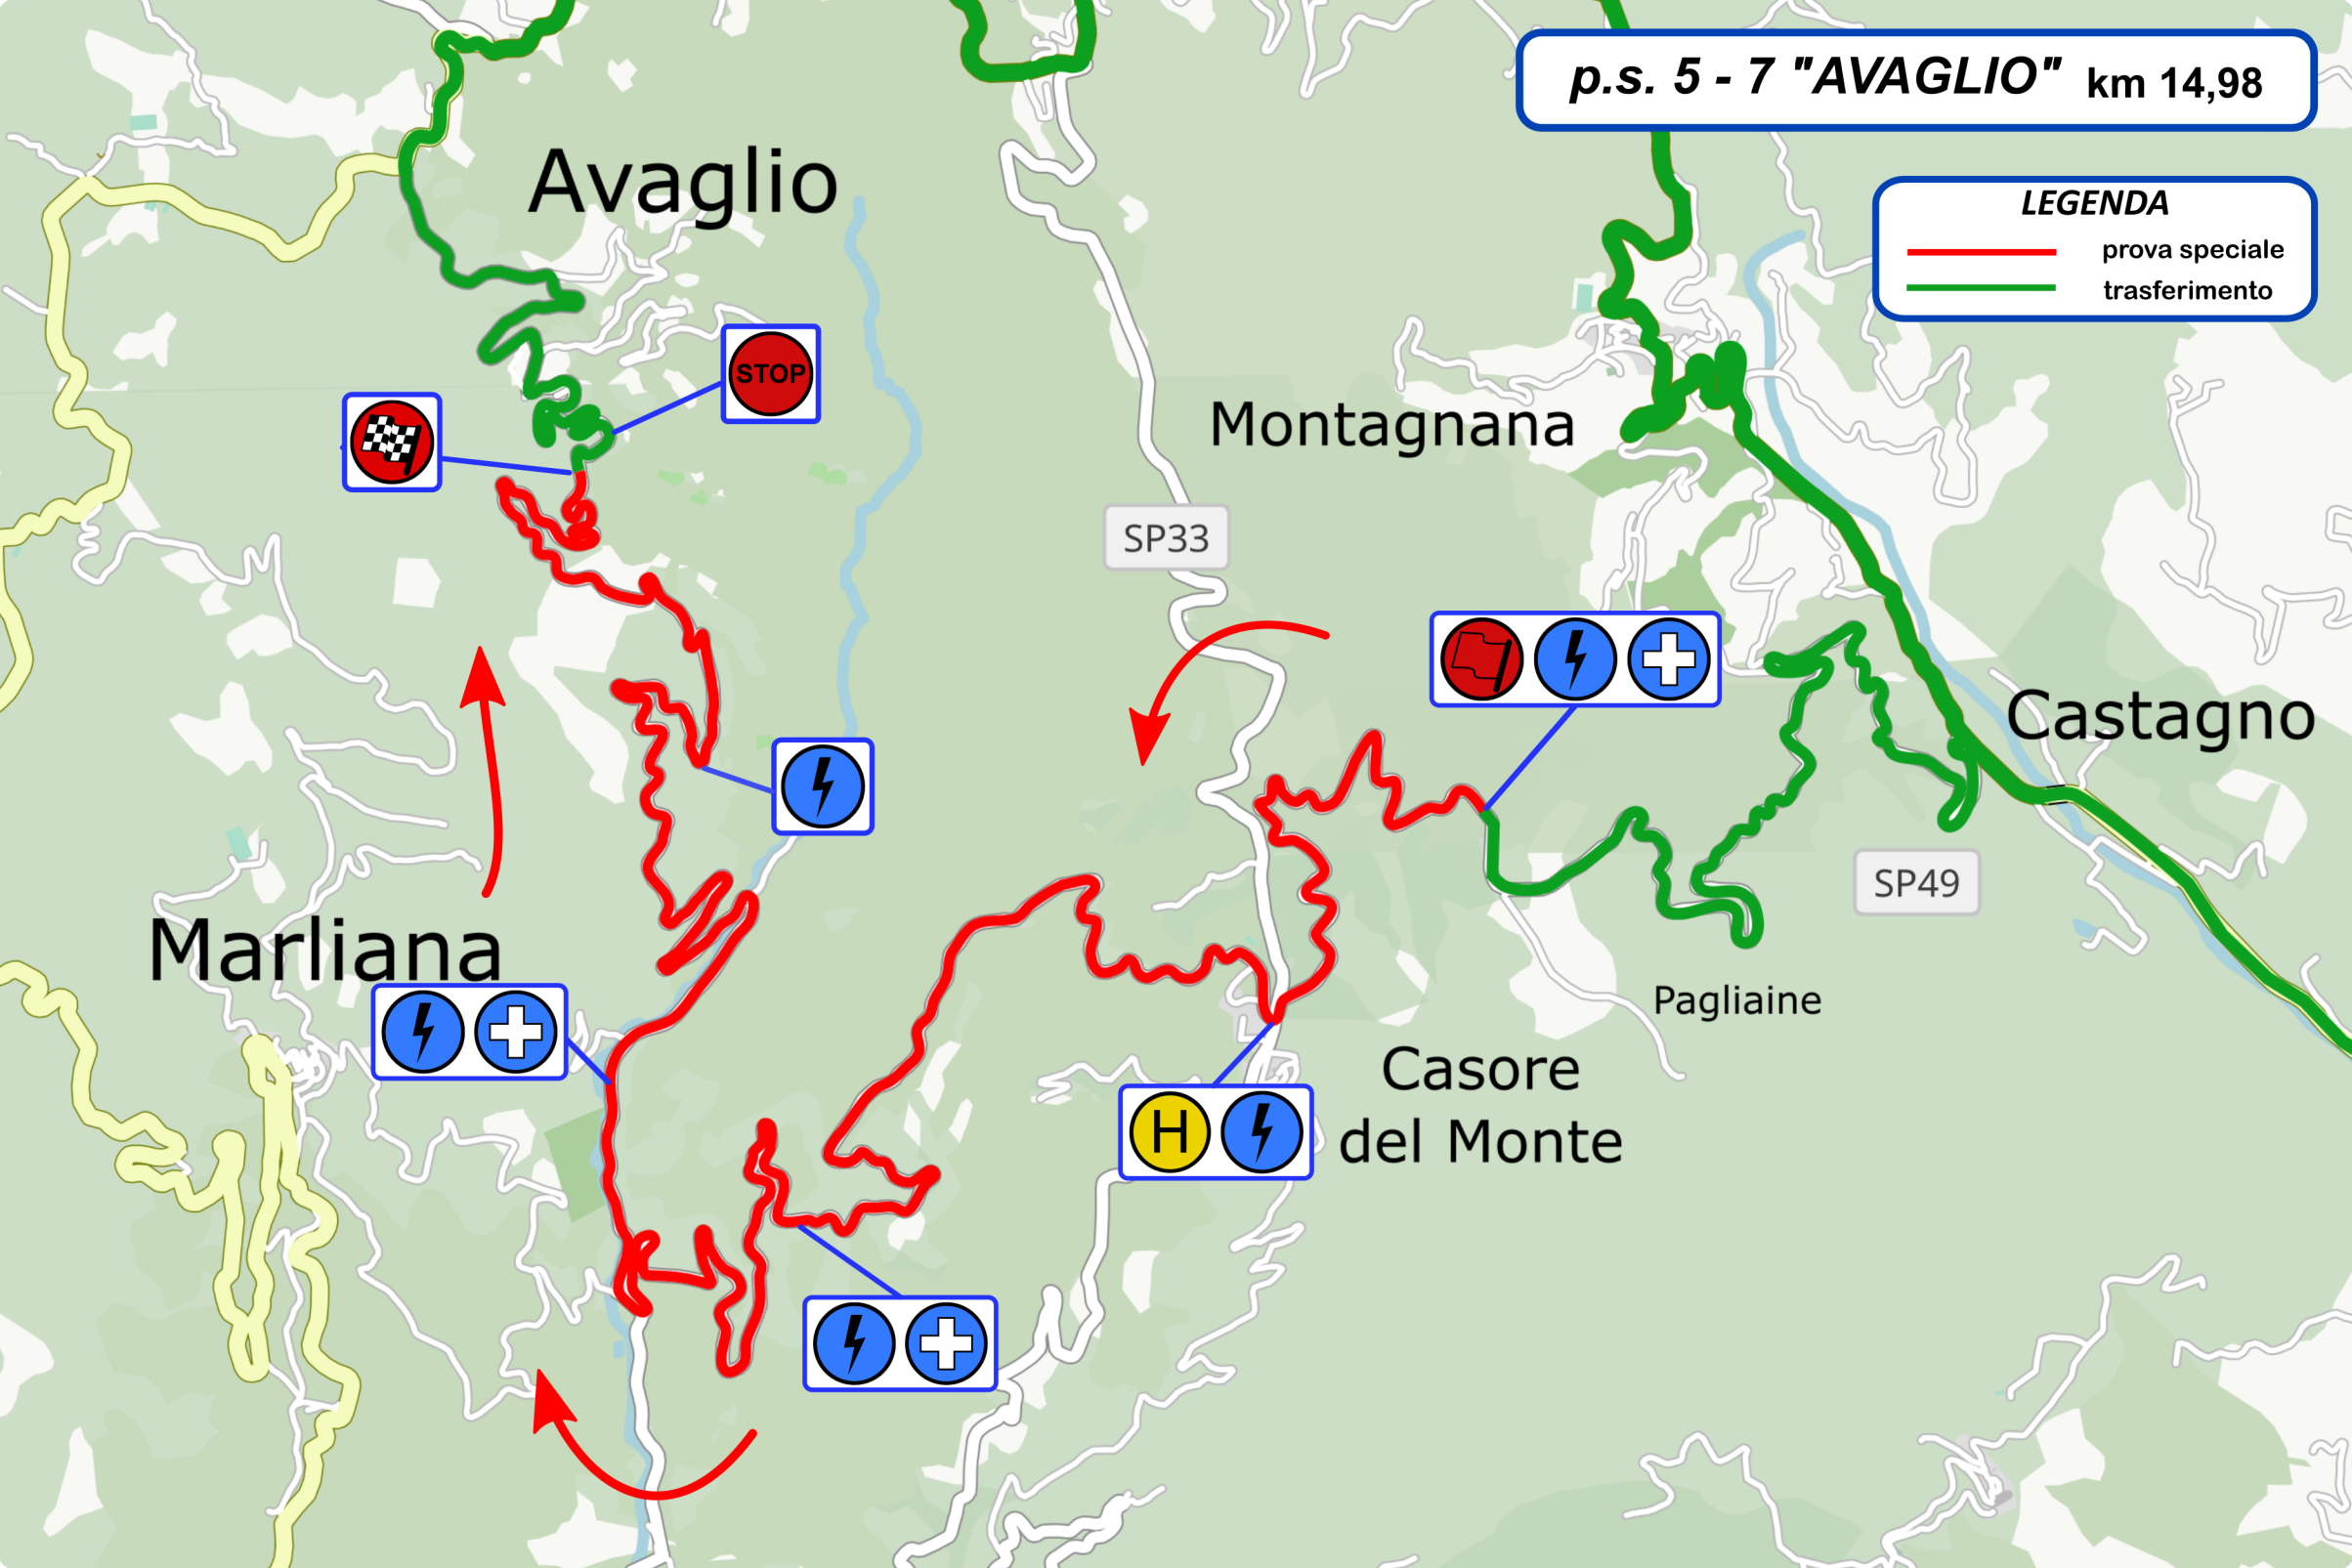 p.s. 5 - 7 "AVAGLIO" km 14,98
LEGENDA
prova speciale
trasferimento
Avaglio
STOP
Montagnana
SP33
Castagno
SP49
Marliana
Pagliaine
Casore
del Monte
H